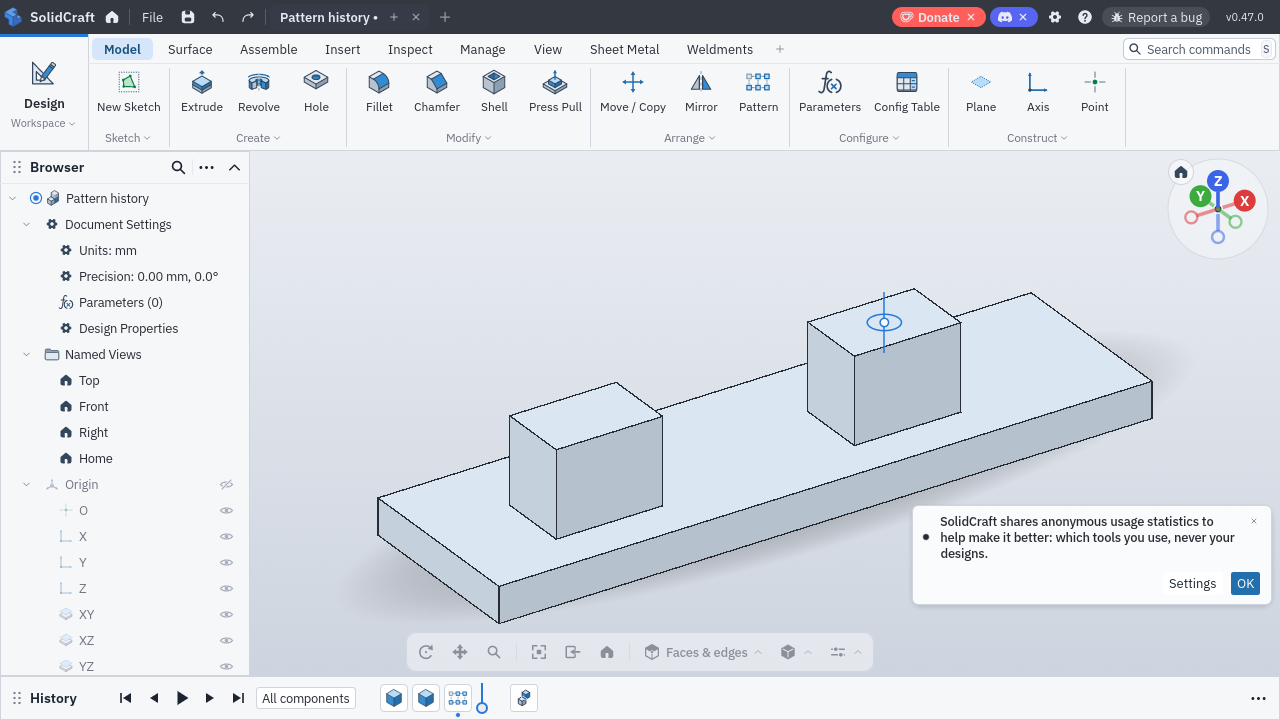 SolidCraft
File
Pattern history •
Donate
Report a bug
v0.47.0
Design
Workspace
Model
Surface
Assemble
Insert
Inspect
Manage
View
Sheet Metal
Weldments
Search commands
S
New Sketch
Extrude
Revolve
Hole
Fillet
Chamfer
Shell
Press Pull
Move / Copy
Mirror
Pattern
Parameters
Config Table
Plane
Axis
Point
Sketch
Create
Modify
Arrange
Configure
Construct
Browser
Pattern history
Document Settings
Units: mm
Precision: 0.00 mm, 0.0°
Parameters (0)
Design Properties
Named Views
Top
Front
Right
Home
Origin
O
X
Y
Z
XY
XZ
YZ
Z
Y
X
SolidCraft shares anonymous usage statistics to
help make it better: which tools you use, never your
designs.
Settings
OK
Faces & edges
History
All components